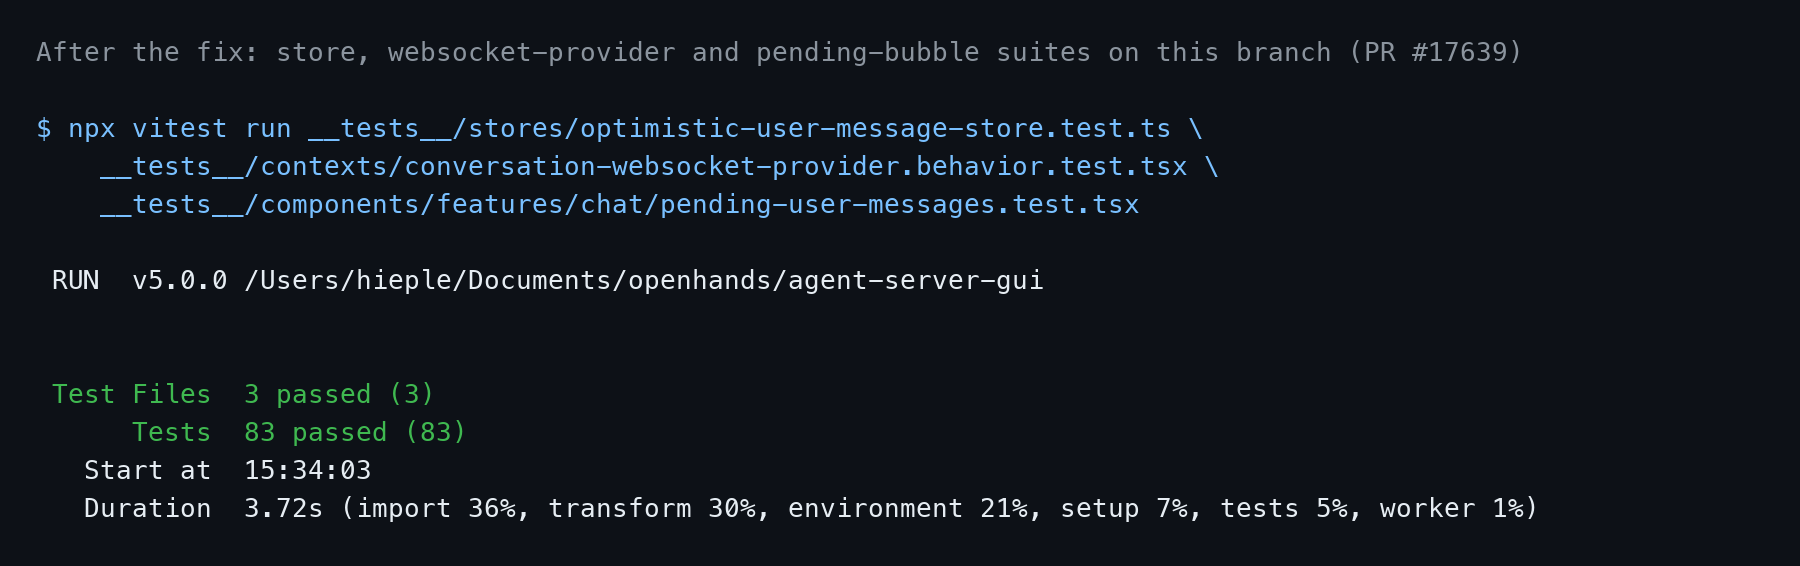 After the fix: store, websocket-provider and pending-bubble suites on this branch (PR #17639)
$ npx vitest run __tests__/stores/optimistic-user-message-store.test.ts \
__tests__/contexts/conversation-websocket-provider.behavior.test.tsx \
__tests__/components/features/chat/pending-user-messages.test.tsx
RUN  v5.0.0 /Users/hieple/Documents/openhands/agent-server-gui
Test Files  3 passed (3)
Tests  83 passed (83)
Start at  15:34:03
Duration  3.72s (import 36%, transform 30%, environment 21%, setup 7%, tests 5%, worker 1%)